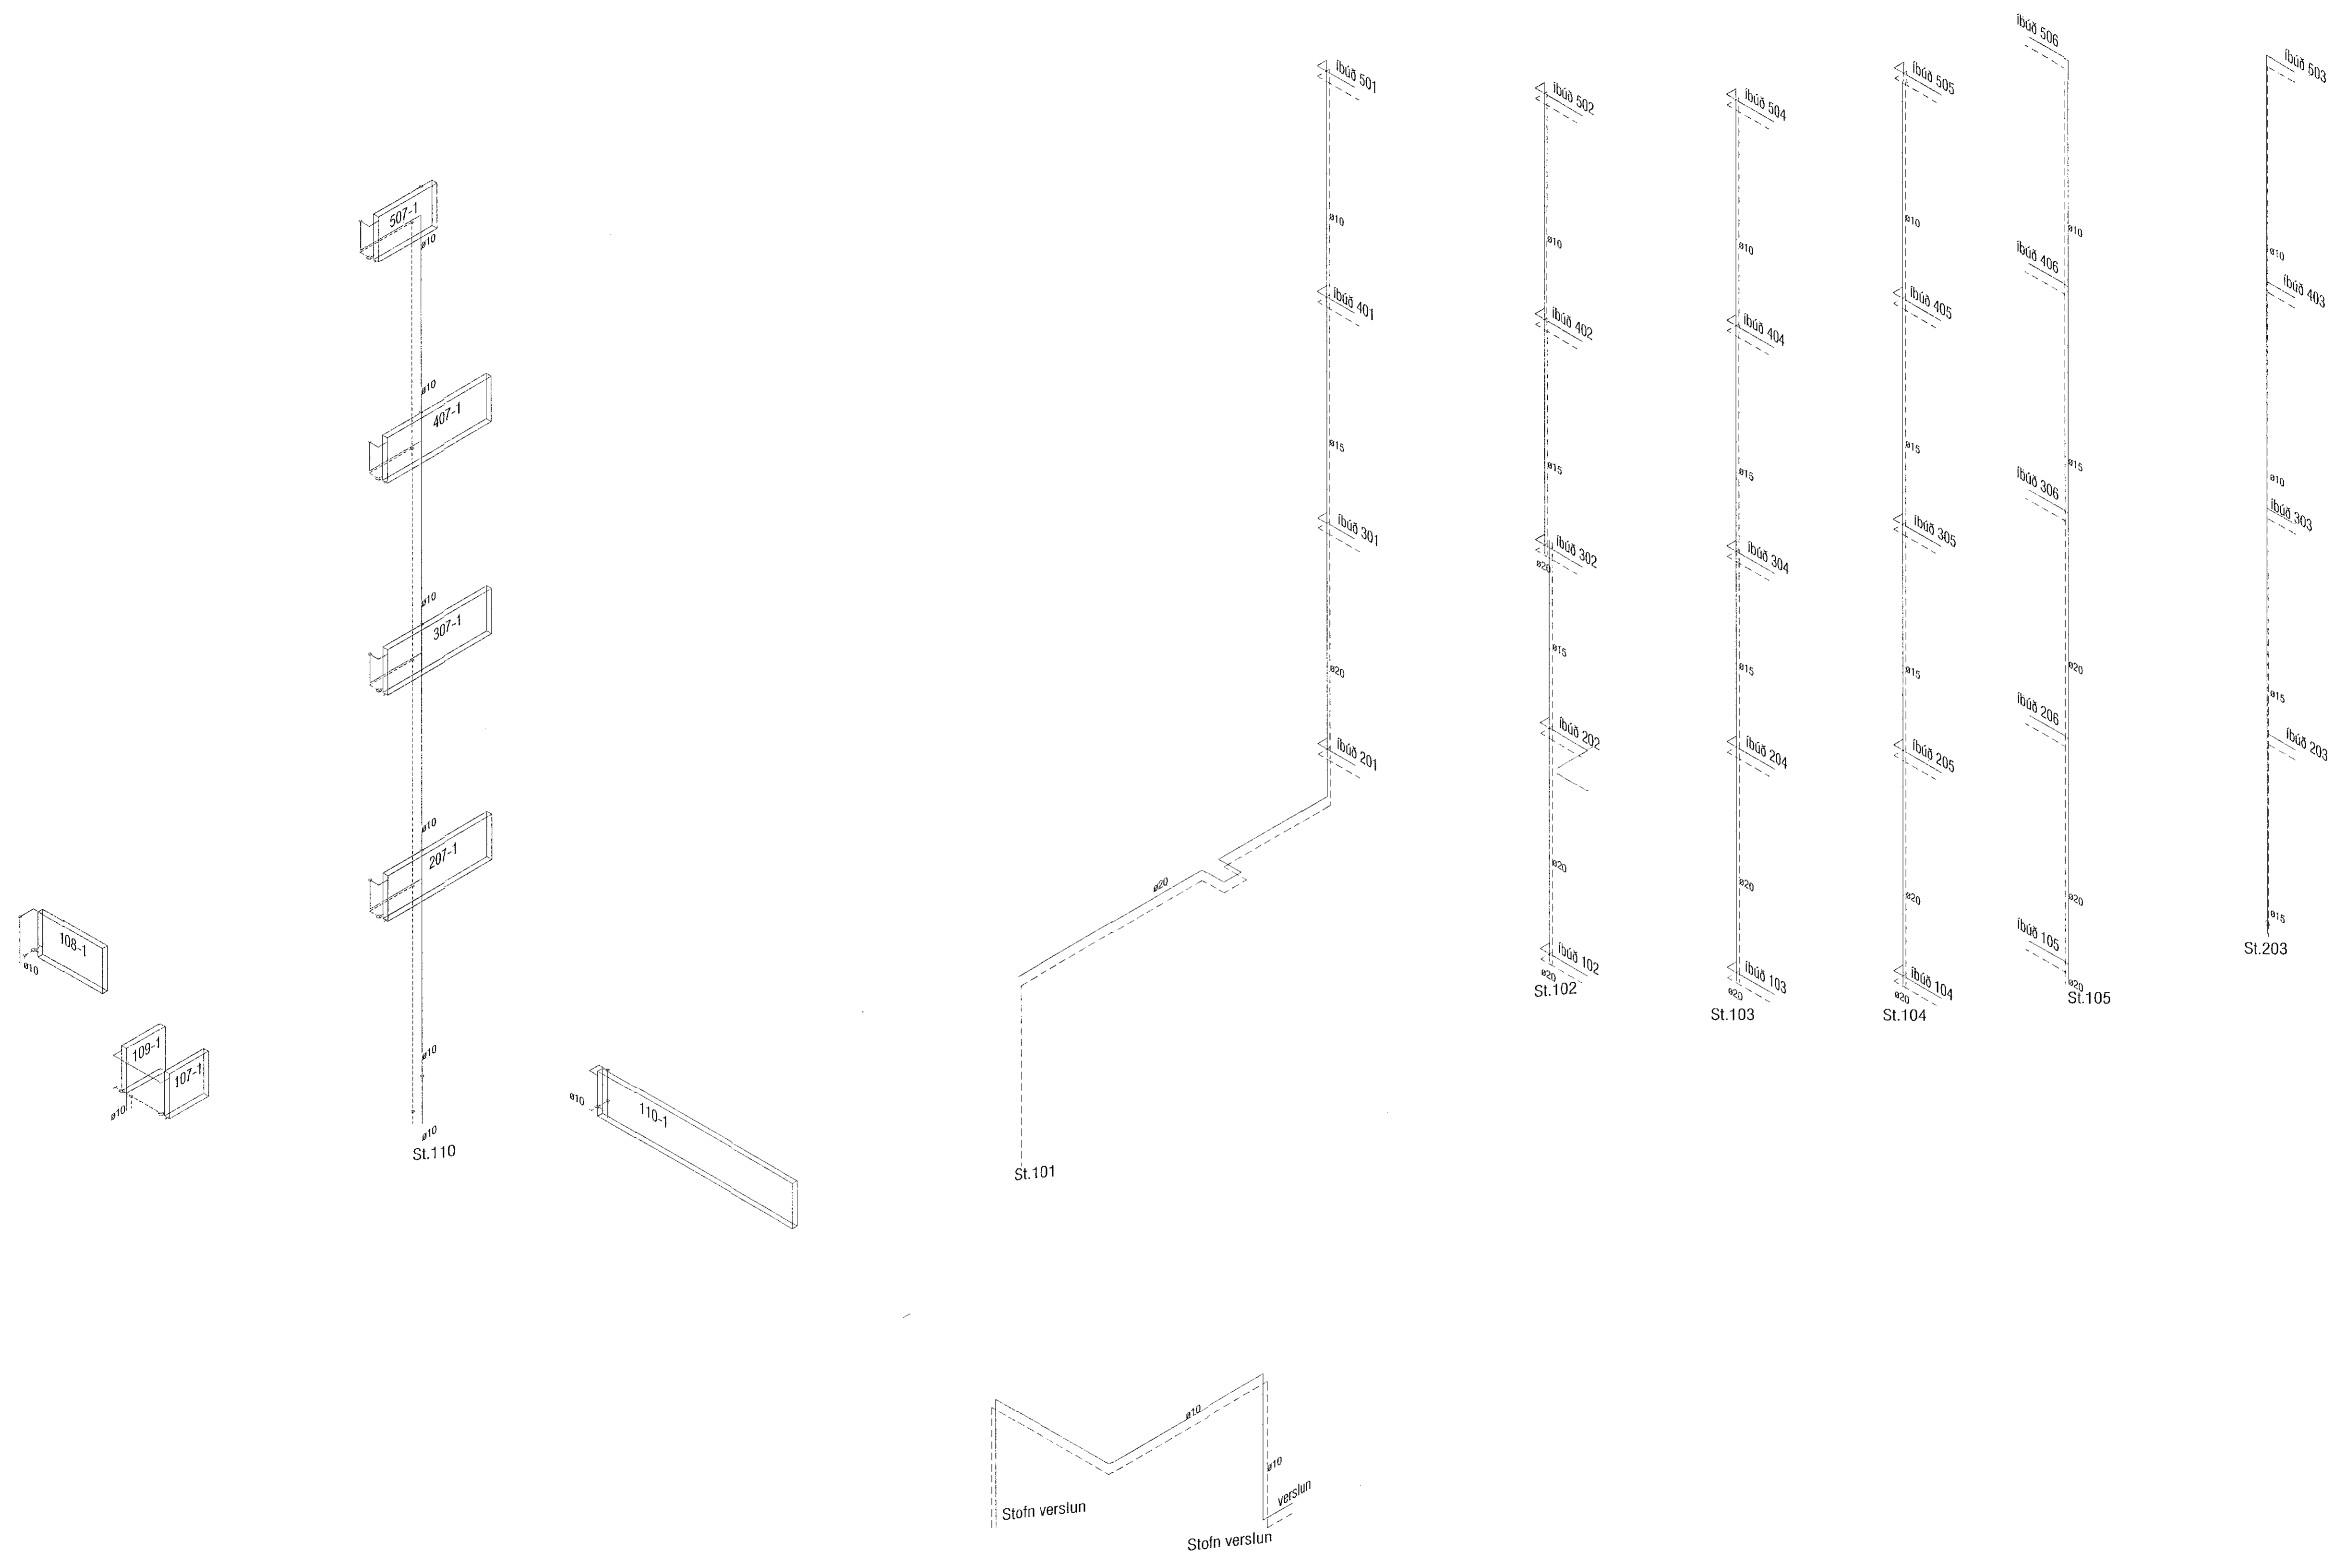 507-1
ø10
ø10
407-1
ø10
307-1
ø10
207-1
108-1
ø10
109-1
107-1
ø10
ø10
ø10
St.110
ø10
110-1
íbúð 501
ø10
íbúð 401
ø15
íbúð 301
ø20
íbúð 201
ø20
St.101
íbúð 502
ø10
íbúð 402
ø15
íbúð 302
ø20
ø15
íbúð 202
ø20
íbúð 102
ø20
St.102
íbúð 504
ø10
íbúð 404
ø15
íbúð 304
ø15
íbúð 204
ø20
íbúð 103
ø20
St.103
íbúð 505
ø10
íbúð 405
ø15
íbúð 305
ø15
íbúð 205
ø20
íbúð 104
ø20
St.104
íbúð 506
ø10
íbúð 406
ø15
íbúð 306
ø20
íbúð 206
ø20
íbúð 105
ø20
St.105
íbúð 503
ø10
íbúð 403
ø10
íbúð 303
ø15
íbúð 203
ø15
St.203
ø10
ø10
verslun
Stofn verslun
Stofn verslun